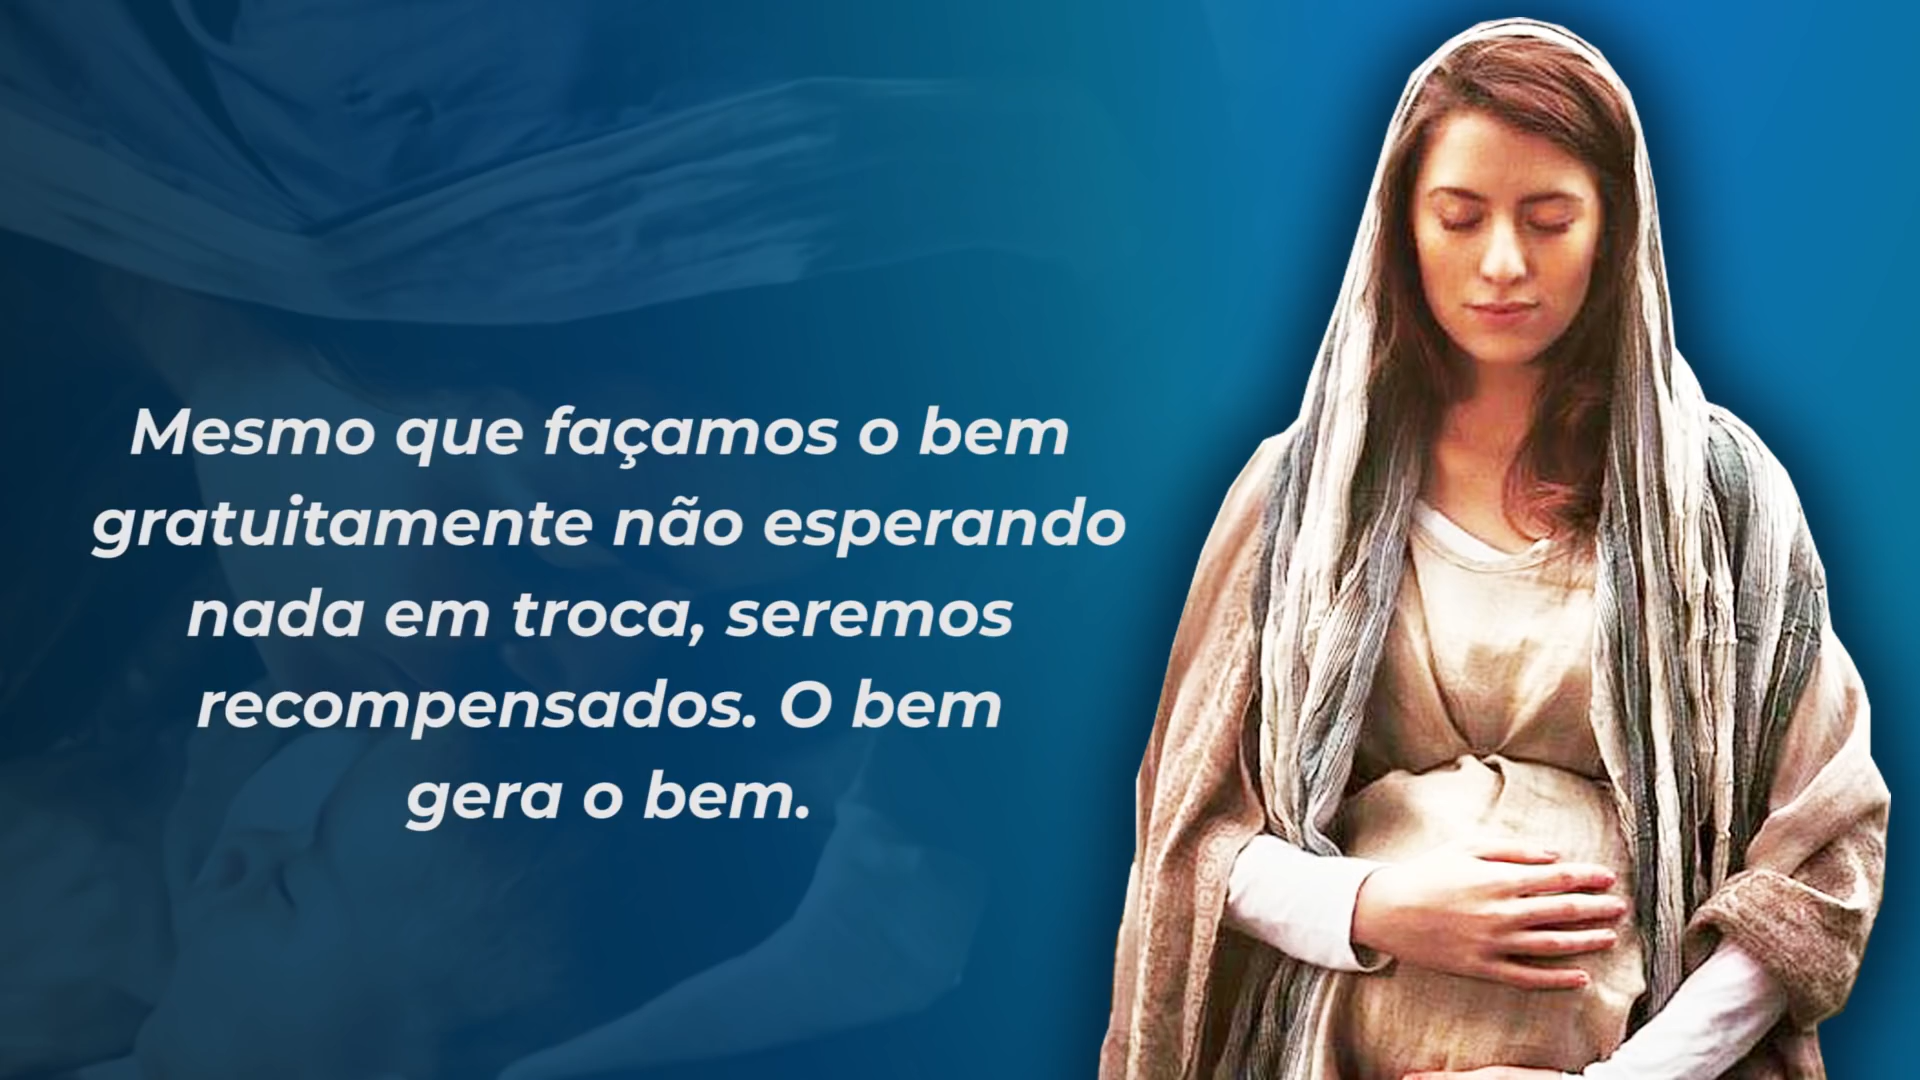 Mesmo que façamos o bem
gratuitamente não esperando
nada em troca, seremos
recompensados. O bem
gera o bem.